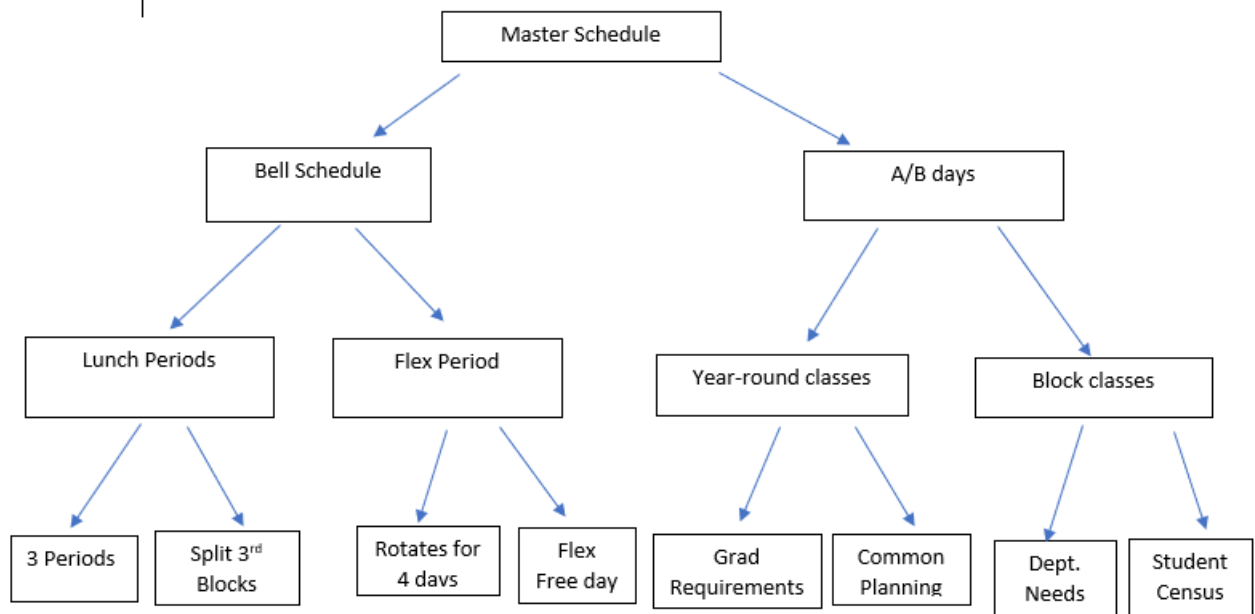 Master Schedule
Bell Schedule
A/B days
Lunch Periods
Flex Period
Year-round classes
Block classes
3 Periods
Split 3rd
Blocks
Rotates for
4 days
Flex
Free day
Grad
Requirements
Common
Planning
Dept.
Needs
Student
Census